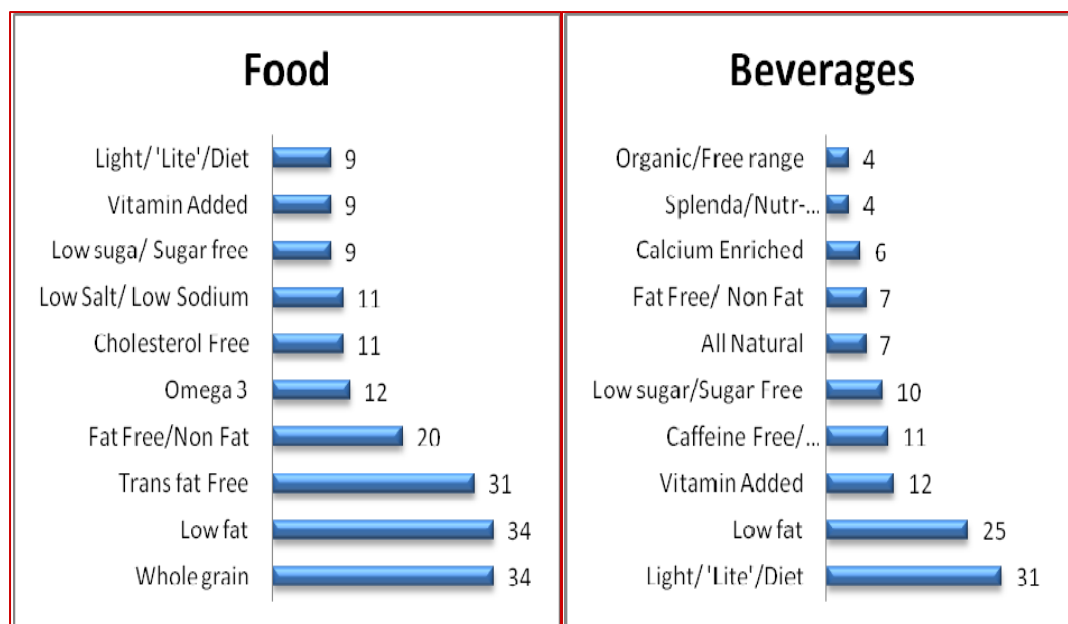 Food
Light/ 'Lite'/Diet 9
Vitamin Added 9
Low suga/ Sugar free 9
Low Salt/ Low Sodium 11
Cholesterol Free 11
Omega 3 12
Fat Free/Non Fat 20
Trans fat Free 31
Low fat 34
Whole grain 34
Beverages
Organic/Free range 4
Splenda/Nutr-... 4
Calcium Enriched 6
Fat Free/ Non Fat 7
All Natural 7
Low sugar/Sugar Free 10
Caffeine Free/... 11
Vitamin Added 12
Low fat 25
Light/ 'Lite'/Diet 31